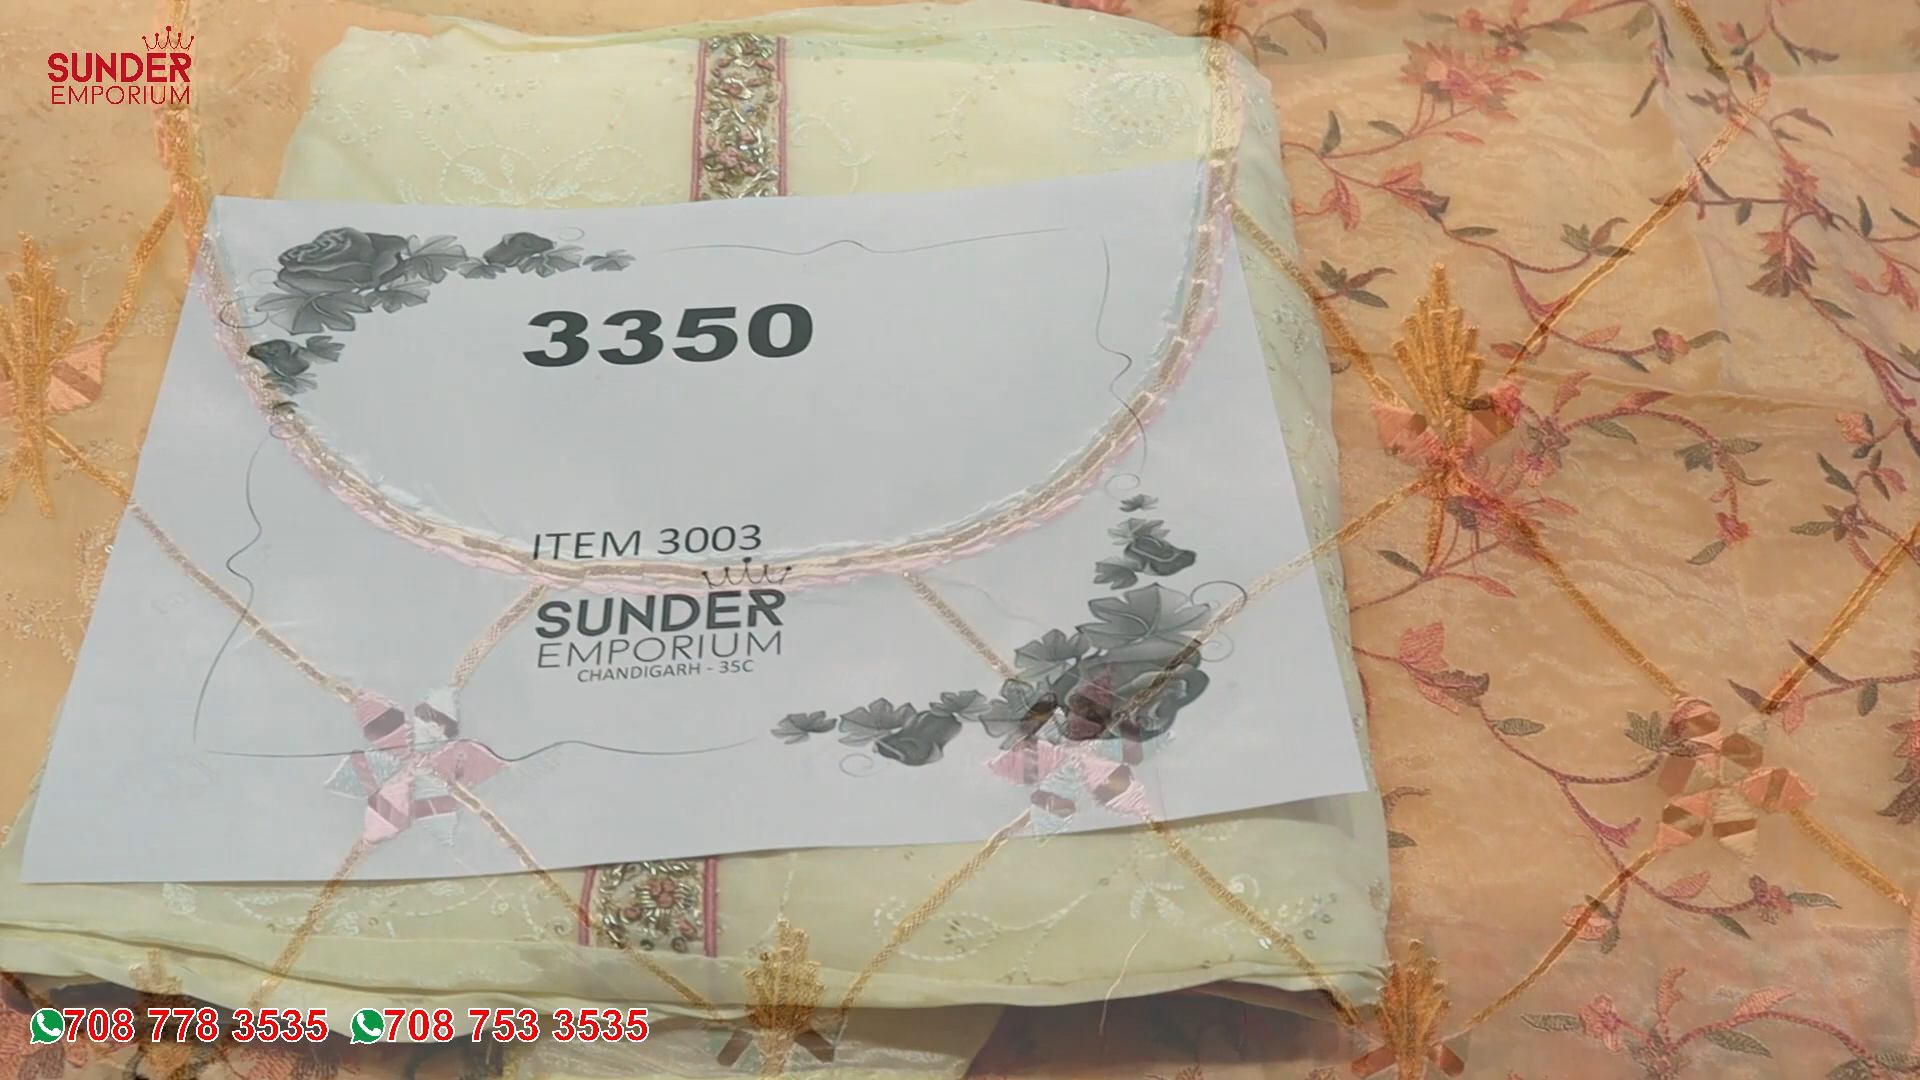 SUNDER
EMPORIUM
3350
ITEM 3003
SUNDER
EMPORIUM
CHANDIGARH - 35C
708 778 3535 708 753 3535